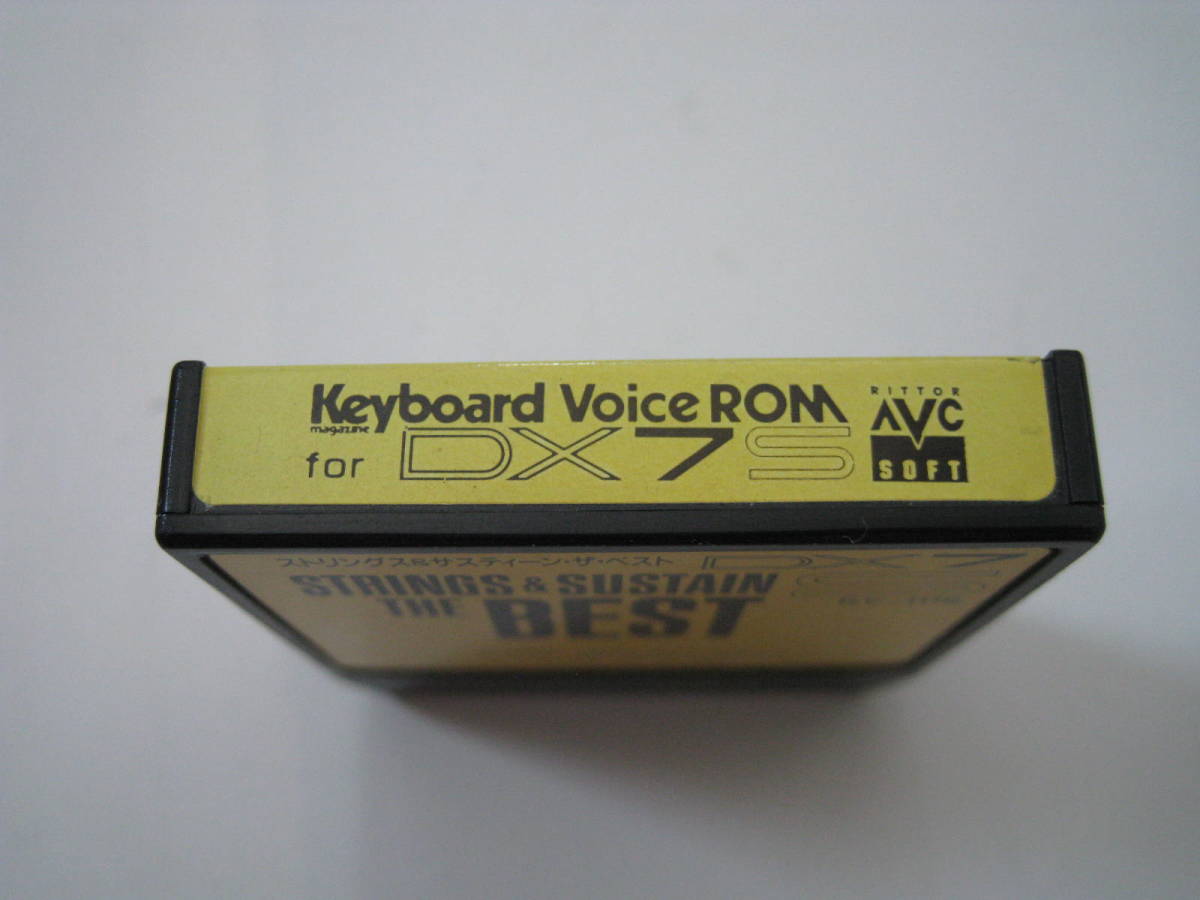 Keyboard Voice ROM
magazine
for DX7S
RITTOR
AVC
SOFT
ストリングス&サスティーン・ザ・ベスト
DX7
STRINGS & SUSTAIN
THE BEST